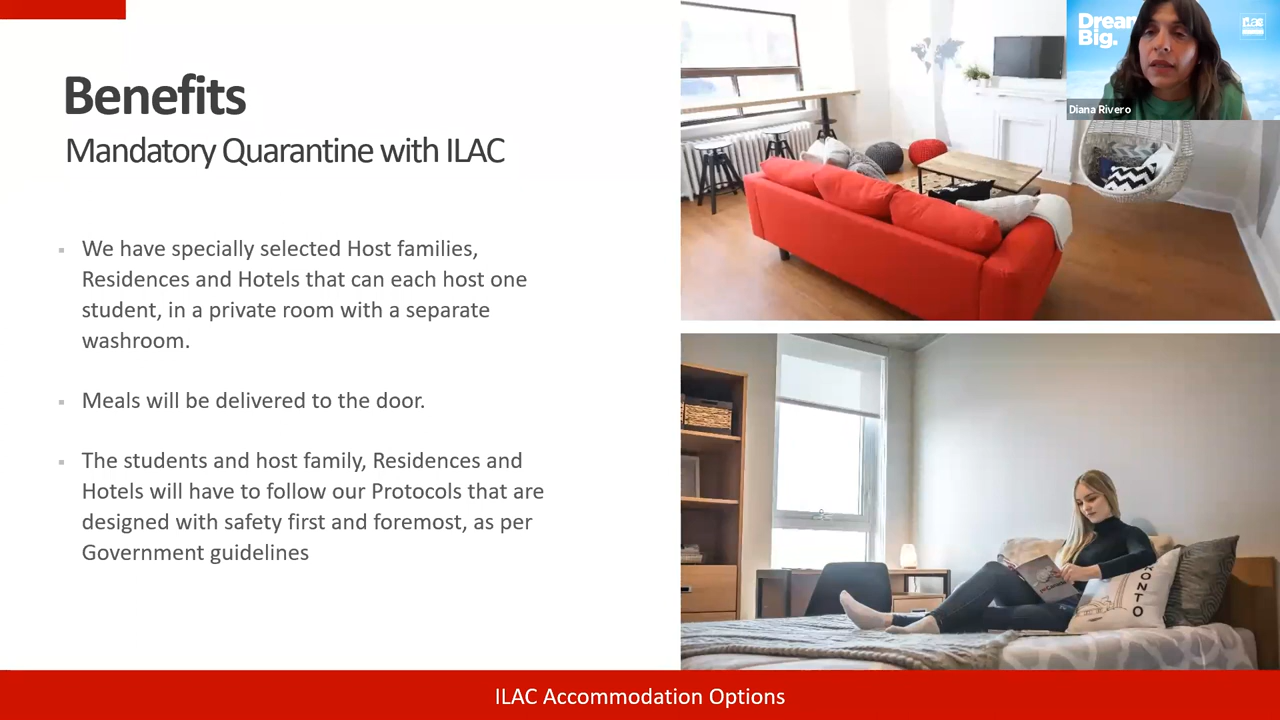 Benefits
Mandatory Quarantine with ILAC
We have specially selected Host families,
Residences and Hotels that can each host one
student, in a private room with a separate
washroom.
Meals will be delivered to the door.
The students and host family, Residences and
Hotels will have to follow our Protocols that are
designed with safety first and foremost, as per
Government guidelines
Dream
Big.
ilac
Diana Rivero
ONTO
ILAC Accommodation Options